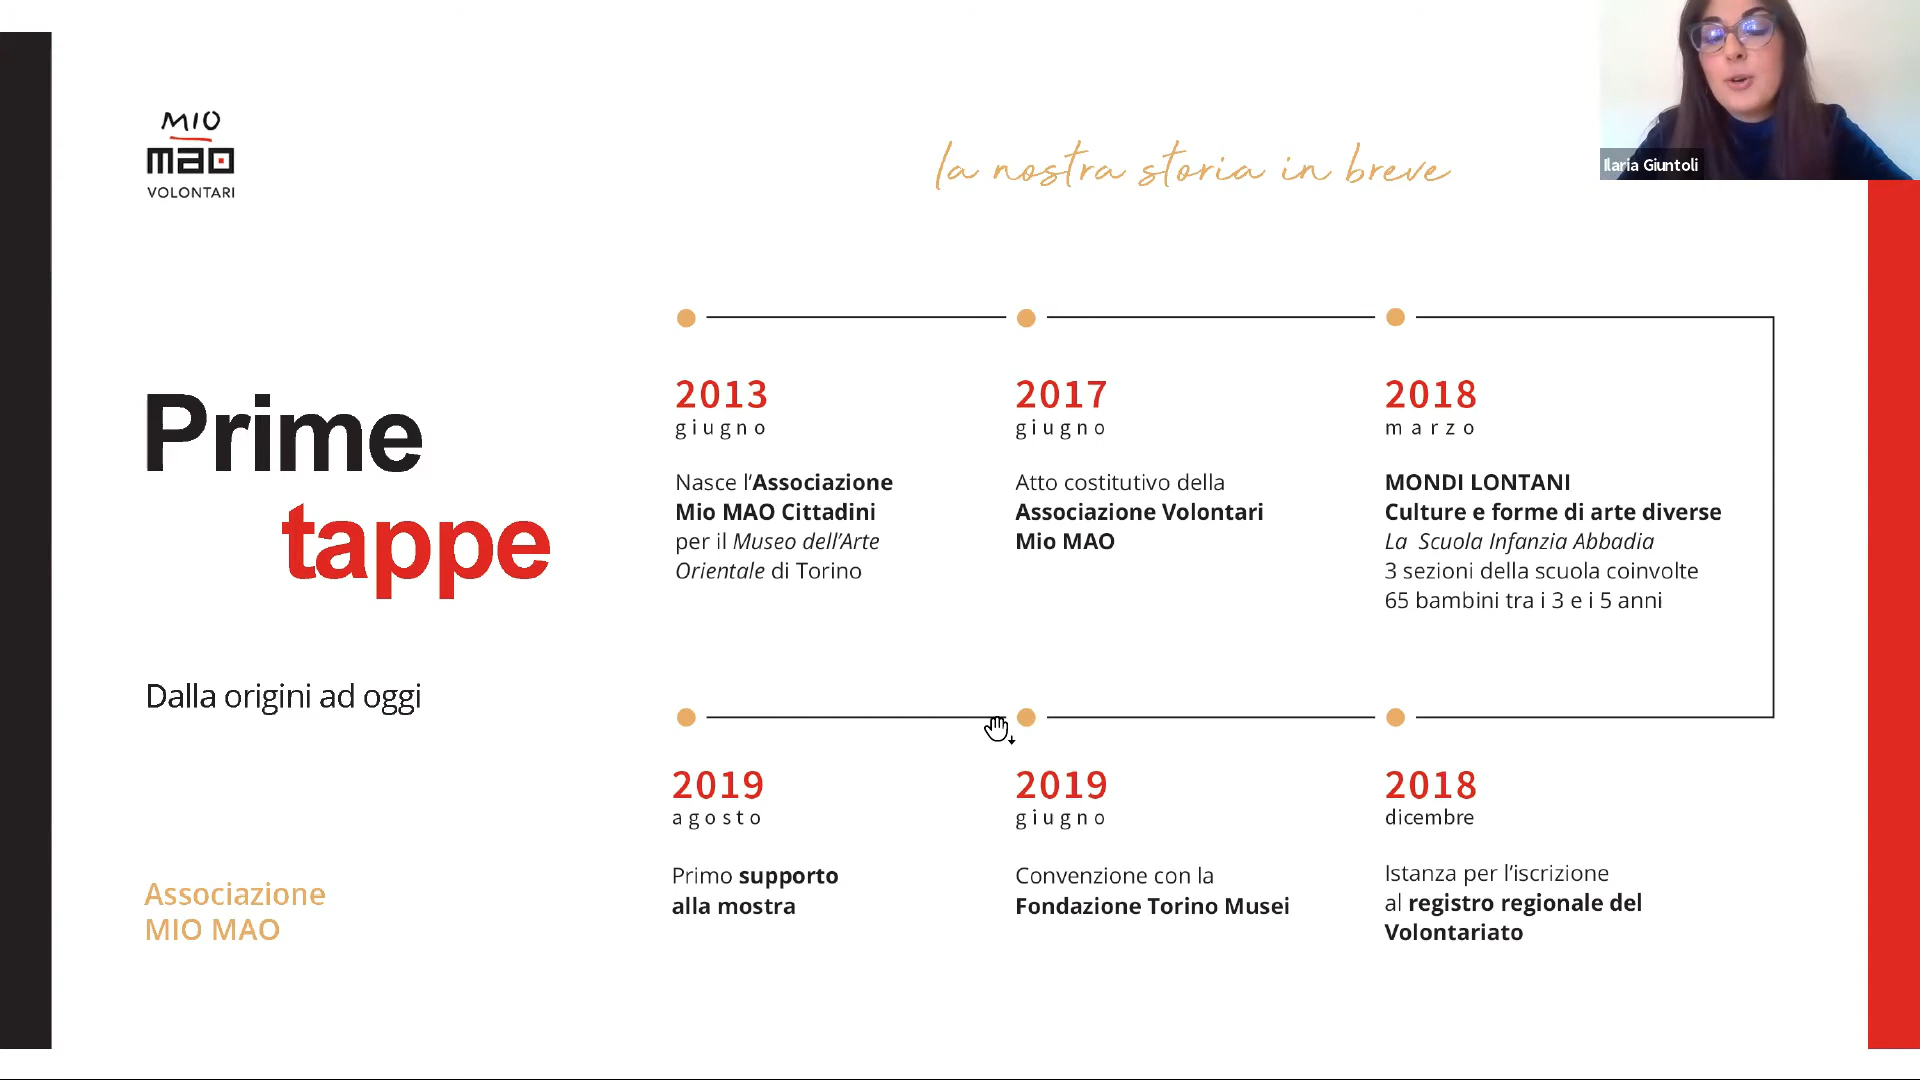 MIO
mao
VOLONTARI
la nostra storia in breve
Ilaria Giuntoli
Prime
tappe
Dalla origini ad oggi
Associazione
MIO MAO
2013
giugno
Nasce l'Associazione
Mio MAO Cittadini
per il Museo dell'Arte
Orientale di Torino
2017
giugno
Atto costitutivo della
Associazione Volontari
Mio MAO
2018
marzo
MONDI LONTANI
Culture e forme di arte diverse
La Scuola Infanzia Abbadia
3 sezioni della scuola coinvolte
65 bambini tra i 3 e i 5 anni
2019
agosto
Primo supporto
alla mostra
2019
giugno
Convenzione con la
Fondazione Torino Musei
2018
dicembre
Istanza per l'iscrizione
al registro regionale del
Volontariato